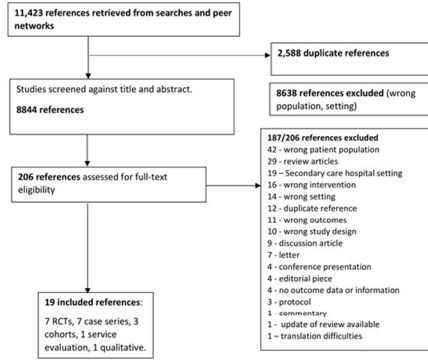 11,423 references retrieved from searches and peer
networks
2,588 duplicate references
Studies screened against title and abstract.
8844 references
8638 references excluded (wrong
population, setting)
206 references assessed for full-text
eligibility
187/206 references excluded
42 - wrong patient population
29 - review articles
19 – Secondary care hospital setting
16 - wrong intervention
14 - wrong setting
12 - duplicate reference
11 - wrong outcomes
10 - wrong study design
9 - discussion article
7 - letter
4 - conference presentation
4 - editorial piece
4 - no outcome data or information
3 - protocol
1 - commentary
1 - update of review available
1 – translation difficulties
19 included references:
7 RCTs, 7 case series, 3
cohorts, 1 service
evaluation, 1 qualitative.